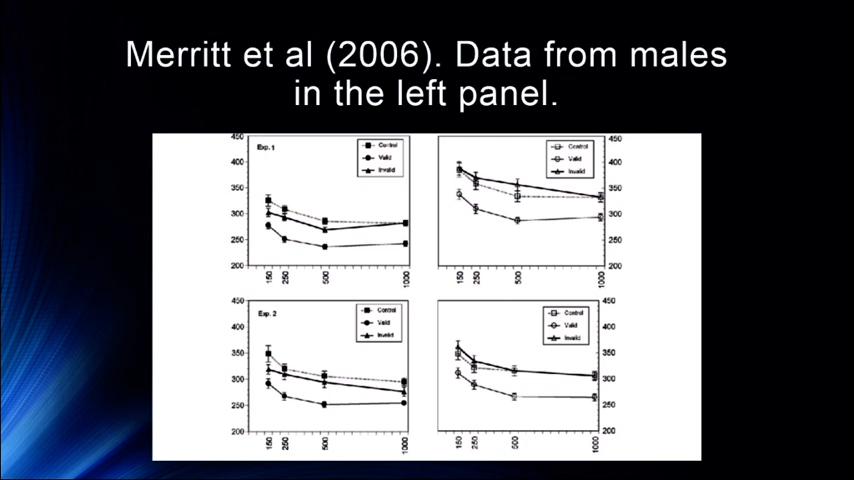 Merritt et al (2006). Data from males
in the left panel.
Exp. 1
Control
Valid
Invalid
450
400
350
300
250
200
150
250
500
1000
Control
Valid
Invalid
450
400
350
300
250
200
150
250
500
1000
Exp. 2
Control
Valid
Invalid
450
400
350
300
250
200
150
250
500
1000
Control
Valid
Invalid
450
400
350
300
250
200
150
250
500
1000